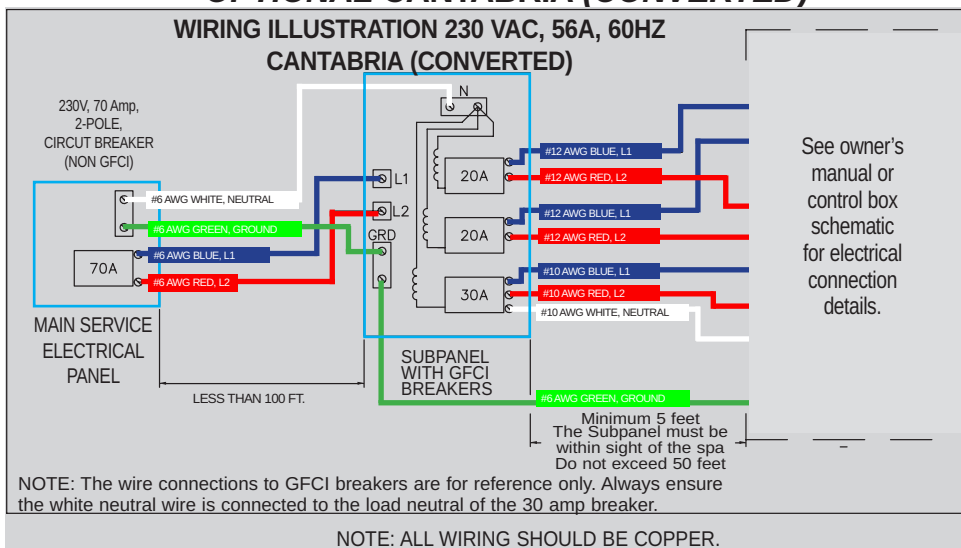 OPTIONAL CANTABRIA (CONVERTED)
WIRING ILLUSTRATION 230 VAC, 56A, 60HZ
CANTABRIA (CONVERTED)
230V, 70 Amp,
2-POLE,
CIRCUT BREAKER
(NON GFCI)
N
L1
L2
GRD
20A
20A
30A
70A
#6 AWG WHITE, NEUTRAL
#6 AWG GREEN, GROUND
#6 AWG BLUE, L1
#6 AWG RED, L2
#12 AWG BLUE, L1
#12 AWG RED, L2
#12 AWG BLUE, L1
#12 AWG RED, L2
#10 AWG BLUE, L1
#10 AWG RED, L2
#10 AWG WHITE, NEUTRAL
#6 AWG GREEN, GROUND
See owner's
manual or
control box
schematic
for electrical
connection
details.
MAIN SERVICE
ELECTRICAL
PANEL
LESS THAN 100 FT.
SUBPANEL
WITH GFCI
BREAKERS
Minimum 5 feet
The Subpanel must be
within sight of the spa
Do not exceed 50 feet
NOTE: The wire connections to GFCI breakers are for reference only. Always ensure
the white neutral wire is connected to the load neutral of the 30 amp breaker.
NOTE: ALL WIRING SHOULD BE COPPER.